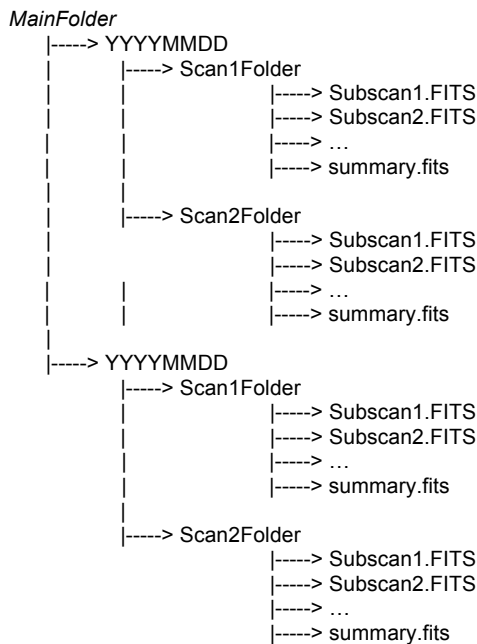 MainFolder
|-----> YYYYMMDD
| |-----> Scan1Folder
| | |-----> Subscan1.FITS
| | |-----> Subscan2.FITS
| | |-----> …
| | |-----> summary.fits
| |
| |-----> Scan2Folder
| |-----> Subscan1.FITS
| |-----> Subscan2.FITS
| | |-----> …
| | |-----> summary.fits
|
|-----> YYYYMMDD
|-----> Scan1Folder
| |-----> Subscan1.FITS
| |-----> Subscan2.FITS
| |-----> …
| |-----> summary.fits
|
|-----> Scan2Folder
|-----> Subscan1.FITS
|-----> Subscan2.FITS
|-----> …
|-----> summary.fits